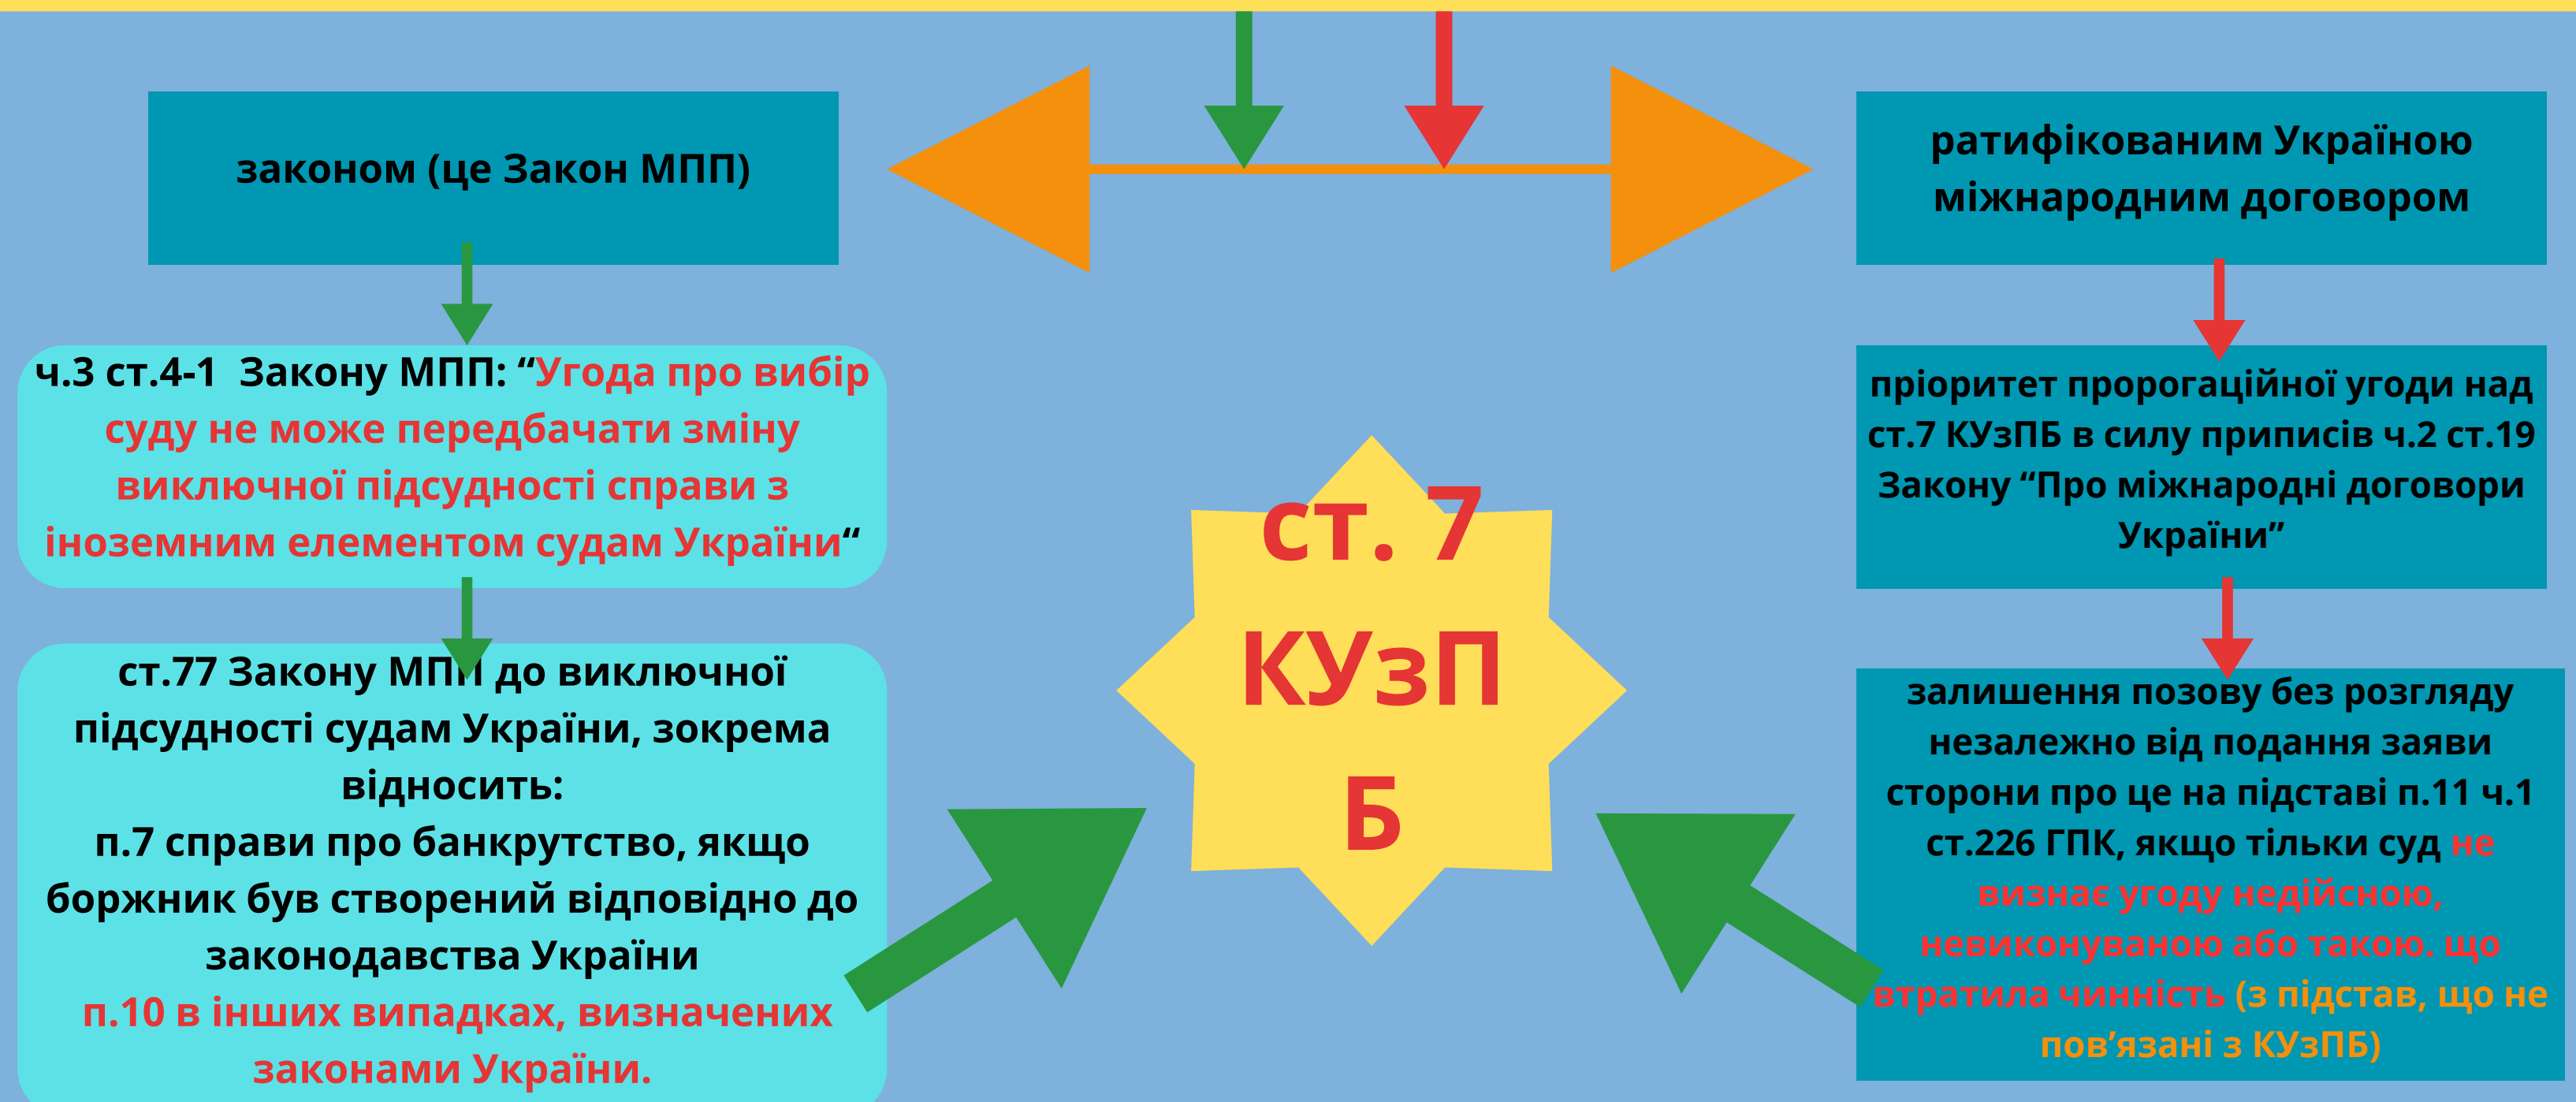 законом (це Закон МПП)
ратифікованим Україною
міжнародним договором
ч.3 ст.4-1 Закону МПП: “Угода про вибір
суду не може передбачати зміну
виключної підсудності справи з
іноземним елементом судам України“
пріоритет пророгаційної угоди над
ст.7 КУзПБ в силу приписів ч.2 ст.19
Закону “Про міжнародні договори
України”
ст. 7
КУзП
Б
ст.77 Закону МПП до виключної
підсудності судам України, зокрема
відносить:
п.7 справи про банкрутство, якщо
боржник був створений відповідно до
законодавства України
п.10 в інших випадках, визначених
законами України.
залишення позову без розгляду
незалежно від подання заяви
сторони про це на підставі п.11 ч.1
ст.226 ГПК, якщо тільки суд не
визнає угоду недійсною,
невиконуваною або такою. що
втратила чинність (з підстав, що не
пов’язані з КУзПБ)